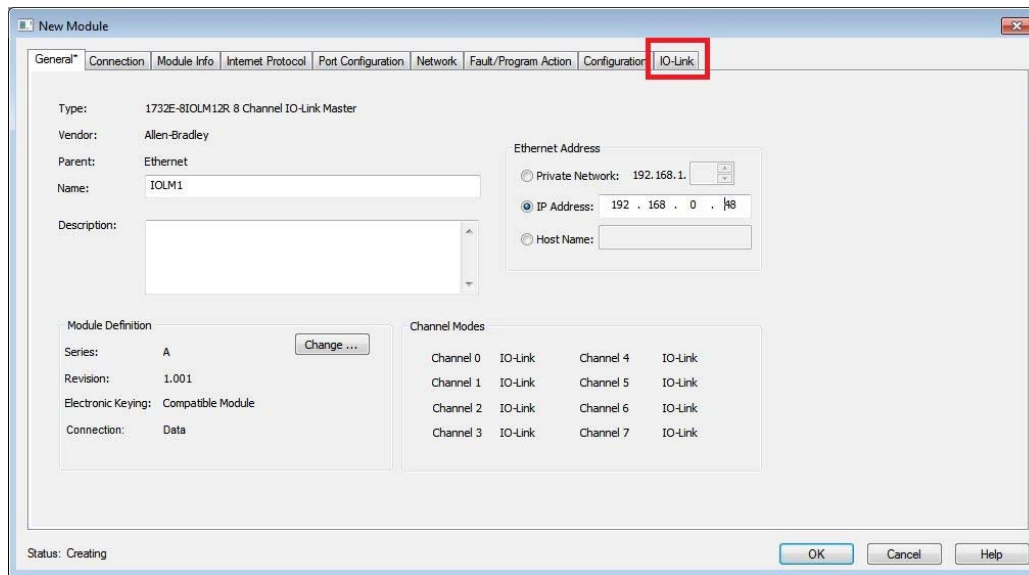 New Module
General* Connection Module Info Internet Protocol Port Configuration Network Fault/Program Action Configuration IO-Link
Type: 1732E-8IOLM12R 8 Channel IO-Link Master
Vendor: Allen-Bradley
Parent: Ethernet
Name: IOLM1
Description:
Ethernet Address
Private Network: 192.168.1.
IP Address: 192 . 168 . 0 . 48
Host Name:
Module Definition
Series: A
Change ...
Revision: 1.001
Electronic Keying: Compatible Module
Connection: Data
Channel Modes
Channel 0 IO-Link Channel 4 IO-Link
Channel 1 IO-Link Channel 5 IO-Link
Channel 2 IO-Link Channel 6 IO-Link
Channel 3 IO-Link Channel 7 IO-Link
Status: Creating
OK Cancel Help